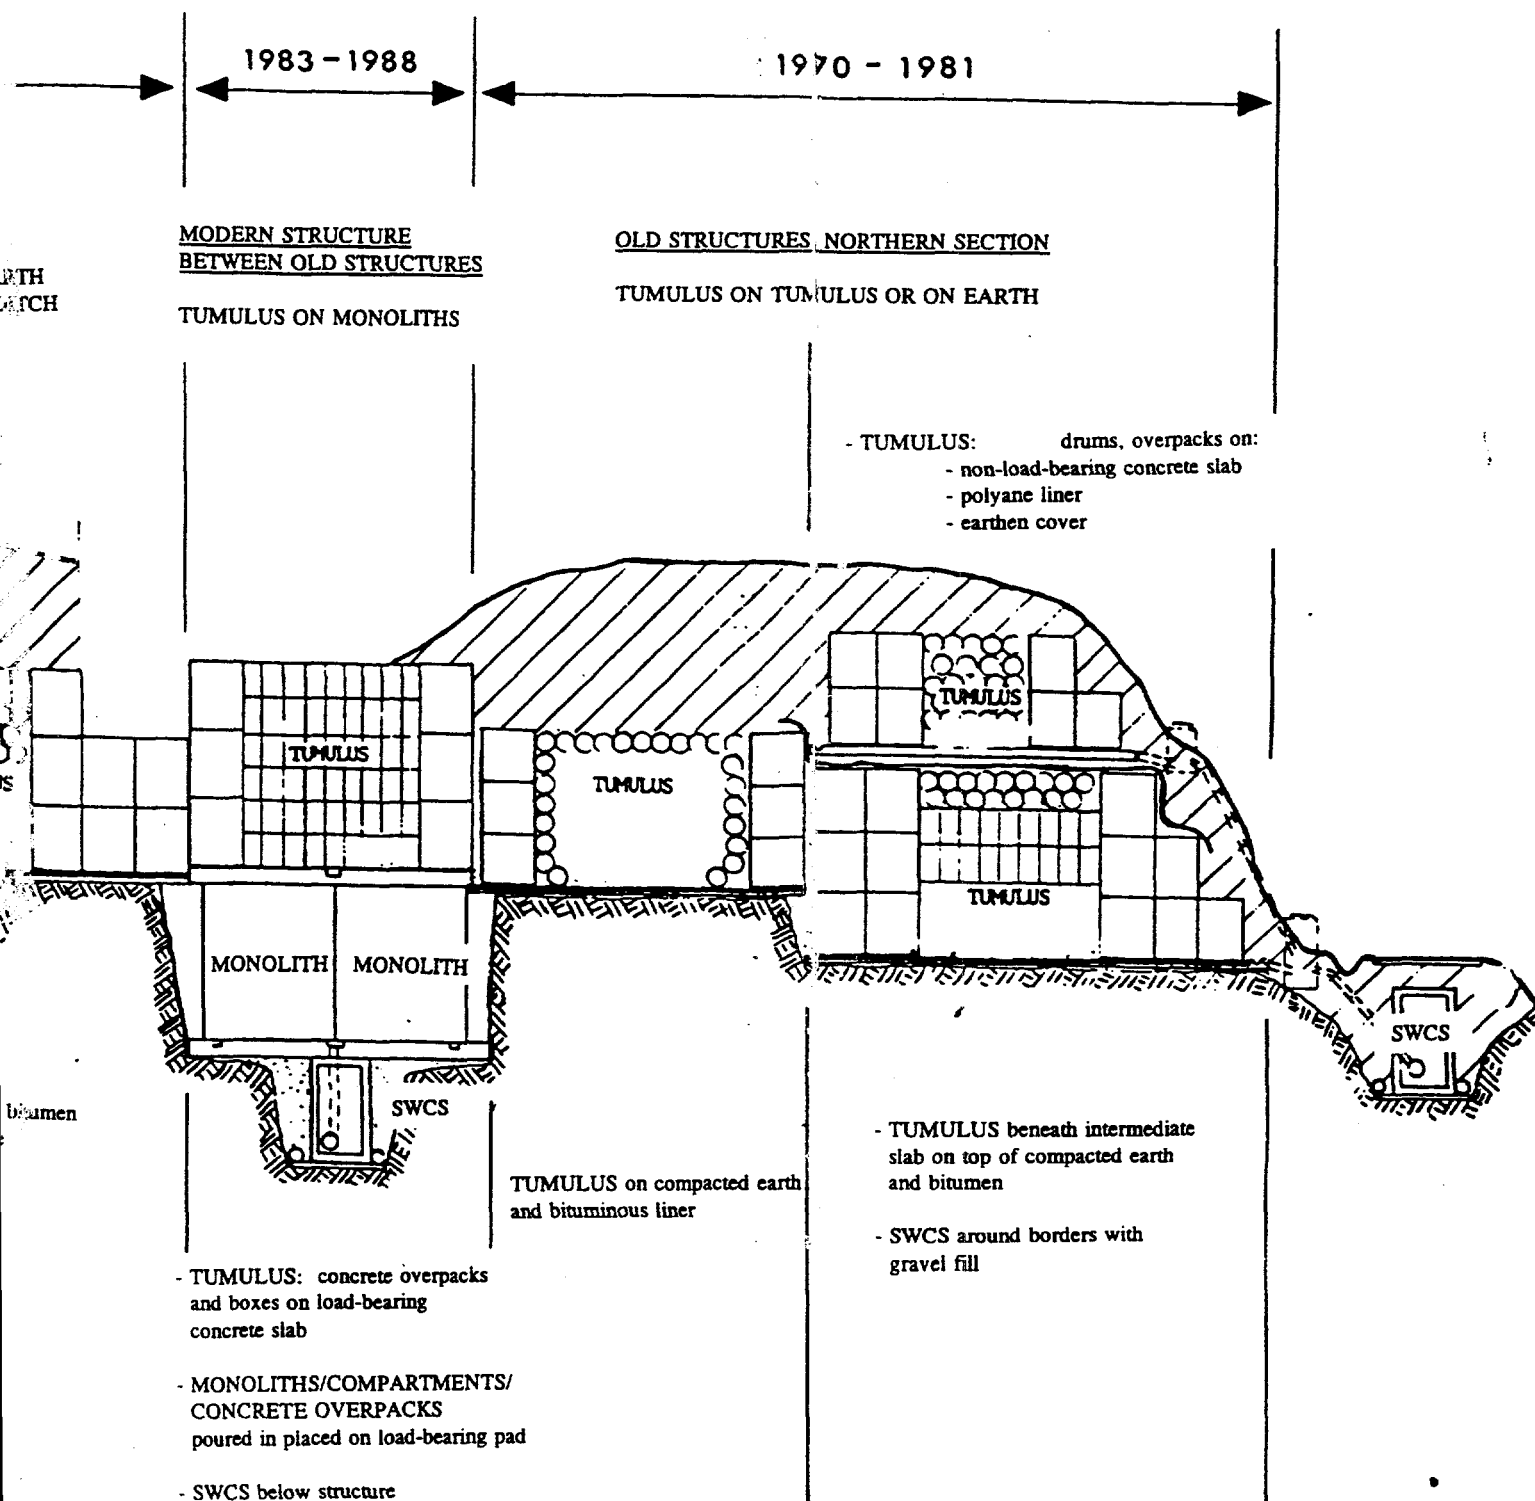 1983 - 1988
1970 - 1981
MODERN STRUCTURE
BETWEEN OLD STRUCTURES
TUMULUS ON MONOLITHS
OLD STRUCTURES, NORTHERN SECTION
TUMULUS ON TUMULUS OR ON EARTH
- TUMULUS: drums, overpacks on:
- non-load-bearing concrete slab
- polyane liner
- earthen cover
TUMULUS
TUMULUS
TUMULUS
TUMULUS
MONOLITH
MONOLITH
SWCS
SWCS
bitumen
TUMULUS on compacted earth
and bituminous liner
- TUMULUS beneath intermediate
slab on top of compacted earth
and bitumen
- SWCS around borders with
gravel fill
- TUMULUS: concrete overpacks
and boxes on load-bearing
concrete slab
- MONOLITHS/COMPARTMENTS/
CONCRETE OVERPACKS
poured in placed on load-bearing pad
- SWCS below structure